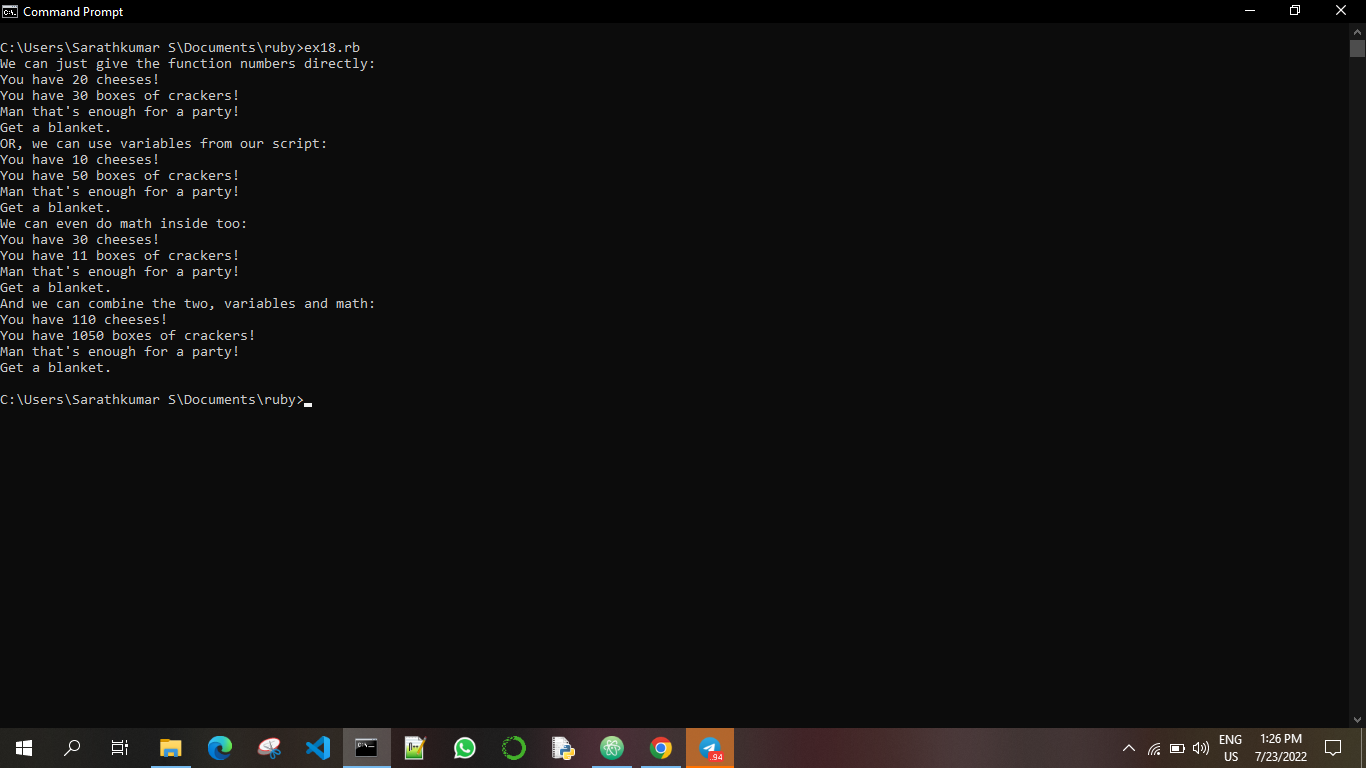 Command Prompt
C:\Users\Sarathkumar S\Documents\ruby>ex18.rb
We can just give the function numbers directly:
You have 20 cheeses!
You have 30 boxes of crackers!
Man that's enough for a party!
Get a blanket.
OR, we can use variables from our script:
You have 10 cheeses!
You have 50 boxes of crackers!
Man that's enough for a party!
Get a blanket.
We can even do math inside too:
You have 30 cheeses!
You have 11 boxes of crackers!
Man that's enough for a party!
Get a blanket.
And we can combine the two, variables and math:
You have 110 cheeses!
You have 1050 boxes of crackers!
Man that's enough for a party!
Get a blanket.
C:\Users\Sarathkumar S\Documents\ruby>
.94
ENG
US
1:26 PM
7/23/2022